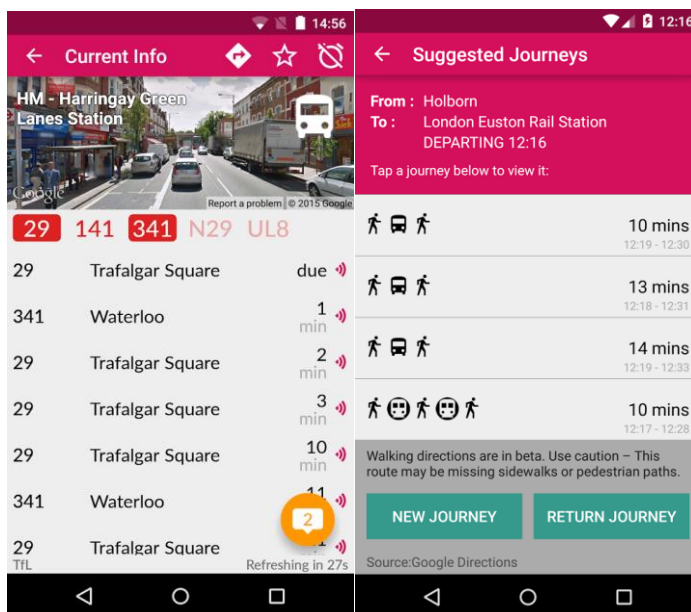 14:56
Current Info
HM - Harringay Green
Lanes Station
Google
Report a problem © 2015 Google
29 141 341 N29 UL8
29 Trafalgar Square due
341 Waterloo 1
min
29 Trafalgar Square 2
min
29 Trafalgar Square 3
min
29 Trafalgar Square 10
min
341 Waterloo 11
2
29 Trafalgar Square
TfL Refreshing in 27s
12:16
Suggested Journeys
From : Holborn
To : London Euston Rail Station
DEPARTING 12:16
Tap a journey below to view it:
10 mins
12:19 - 12:30
13 mins
12:18 - 12:31
14 mins
12:19 - 12:33
10 mins
12:17 - 12:28
Walking directions are in beta. Use caution – This
route may be missing sidewalks or pedestrian paths.
NEW JOURNEY RETURN JOURNEY
Source:Google Directions